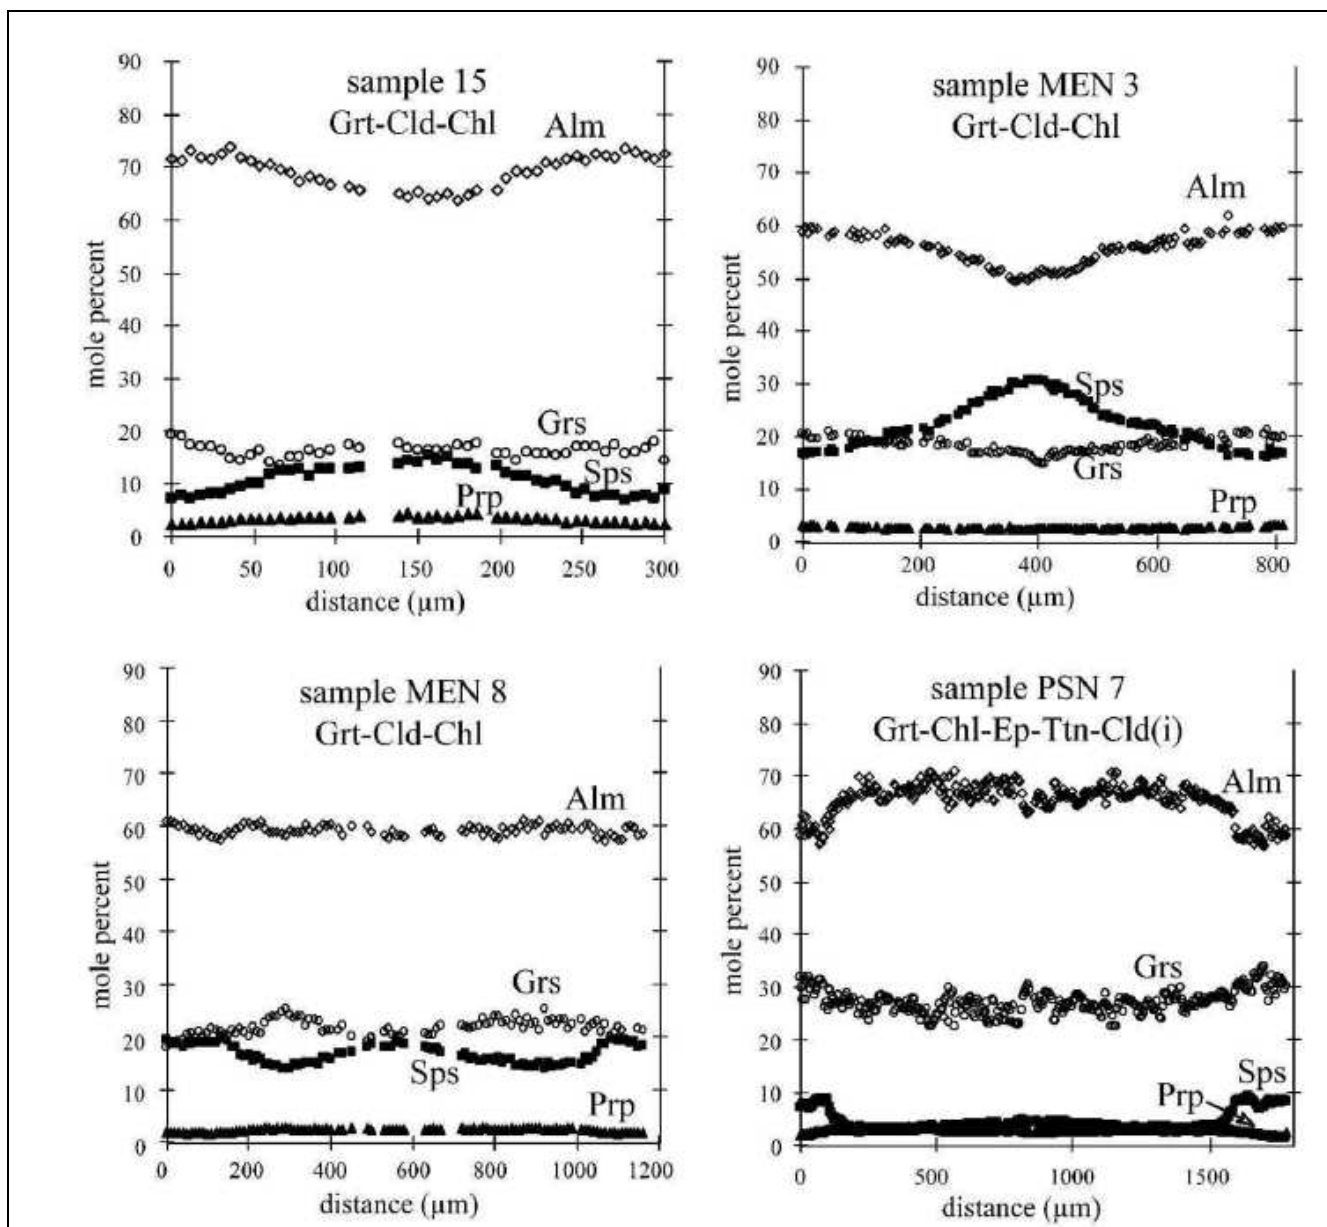 sample 15
Grt-Cld-Chl
Alm
Grs
Sps
Prp
mole percent
90
80
70
60
50
40
30
20
10
0
0 50 100 150 200 250 300
distance (µm)
sample MEN 3
Grt-Cld-Chl
Alm
Sps
Grs
Prp
mole percent
90
80
70
60
50
40
30
20
10
0
0 200 400 600 800
distance (µm)
sample MEN 8
Grt-Cld-Chl
Alm
Grs
Sps
Prp
mole percent
90
80
70
60
50
40
30
20
10
0
0 200 400 600 800 1000 1200
distance (µm)
sample PSN 7
Grt-Chl-Ep-Ttn-Cld(i)
Alm
Grs
Sps
Prp
mole percent
90
80
70
60
50
40
30
20
10
0
0 500 1000 1500
distance (µm)